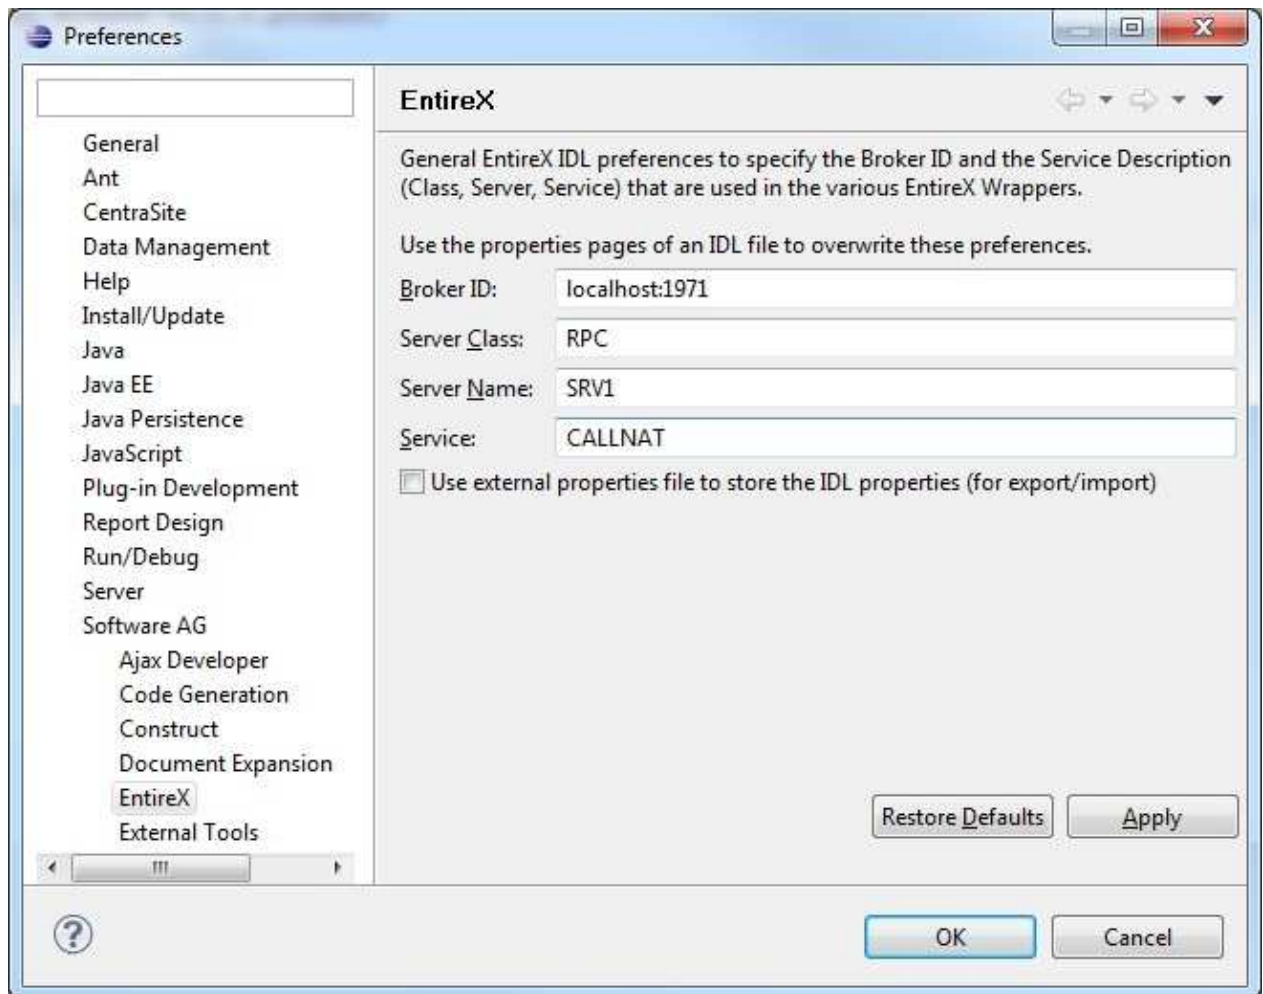 Preferences
EntireX
General
Ant
CentraSite
Data Management
Help
Install/Update
Java
Java EE
Java Persistence
JavaScript
Plug-in Development
Report Design
Run/Debug
Server
Software AG
Ajax Developer
Code Generation
Construct
Document Expansion
EntireX
External Tools
General EntireX IDL preferences to specify the Broker ID and the Service Description
(Class, Server, Service) that are used in the various EntireX Wrappers.
Use the properties pages of an IDL file to overwrite these preferences.
Broker ID: localhost:1971
Server Class: RPC
Server Name: SRV1
Service: CALLNAT
Use external properties file to store the IDL properties (for export/import)
Restore Defaults Apply
OK Cancel